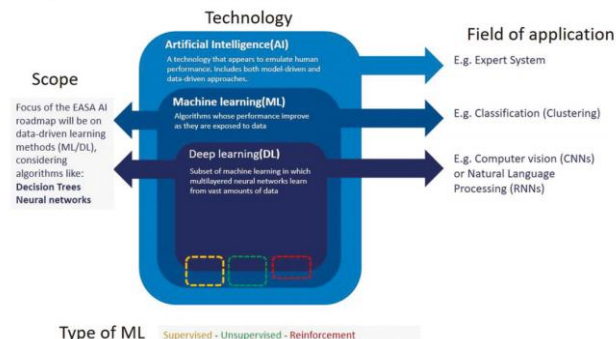 Technology
Artificial Intelligence(AI)
A technology that appears to emulate human
performance. Includes both model-driven and
data-driven approaches.
Machine learning(ML)
Algorithms whose performance improve
as they are exposed to data
Deep learning(DL)
Subset of machine learning in which
multilayered neural networks learn
from vast amounts of data
Scope
Focus of the EASA AI
roadmap will be on
data-driven learning
methods (ML/DL),
considering
algorithms like:
Decision Trees
Neural networks
Field of application
E.g. Expert System
E.g. Classification (Clustering)
E.g. Computer vision (CNNs)
or Natural Language
Processing (RNNs)
Type of ML Supervised - Unsupervised - Reinforcement